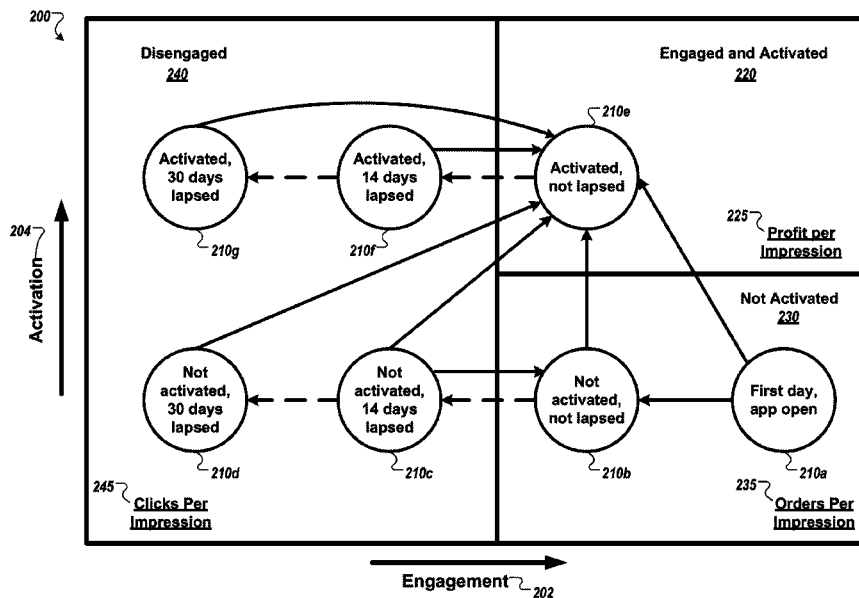 200
Disengaged
240
Engaged and Activated
220
210e
Activated,
30 days
lapsed
Activated,
14 days
lapsed
Activated,
not lapsed
204
Activation
210g
210f
225
Profit per
Impression
Not Activated
230
Not
activated,
30 days
lapsed
Not
activated,
14 days
lapsed
Not
activated,
not lapsed
First day,
app open
210d
210c
210b
210a
245
Clicks Per
Impression
235
Orders Per
Impression
Engagement
202